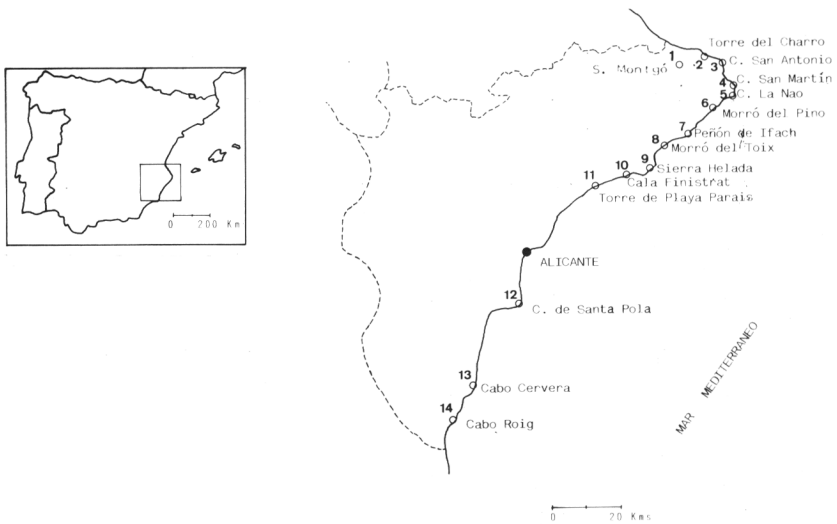 Torre del Charro
1
2
S. Montgó
3
C. San Antonio
4
C. San Martín
5
C. La Nao
6
Morró del Pino
7
Peñón de Ifach
8
Morró del Toix
9
Sierra Helada
10
Cala Finistrat
11
Torre de Playa Parais
ALICANTE
12
C. de Santa Pola
13
Cabo Cervera
14
Cabo Roig
MAR MEDITERRANEO
0 200 Km
0 20 Kms